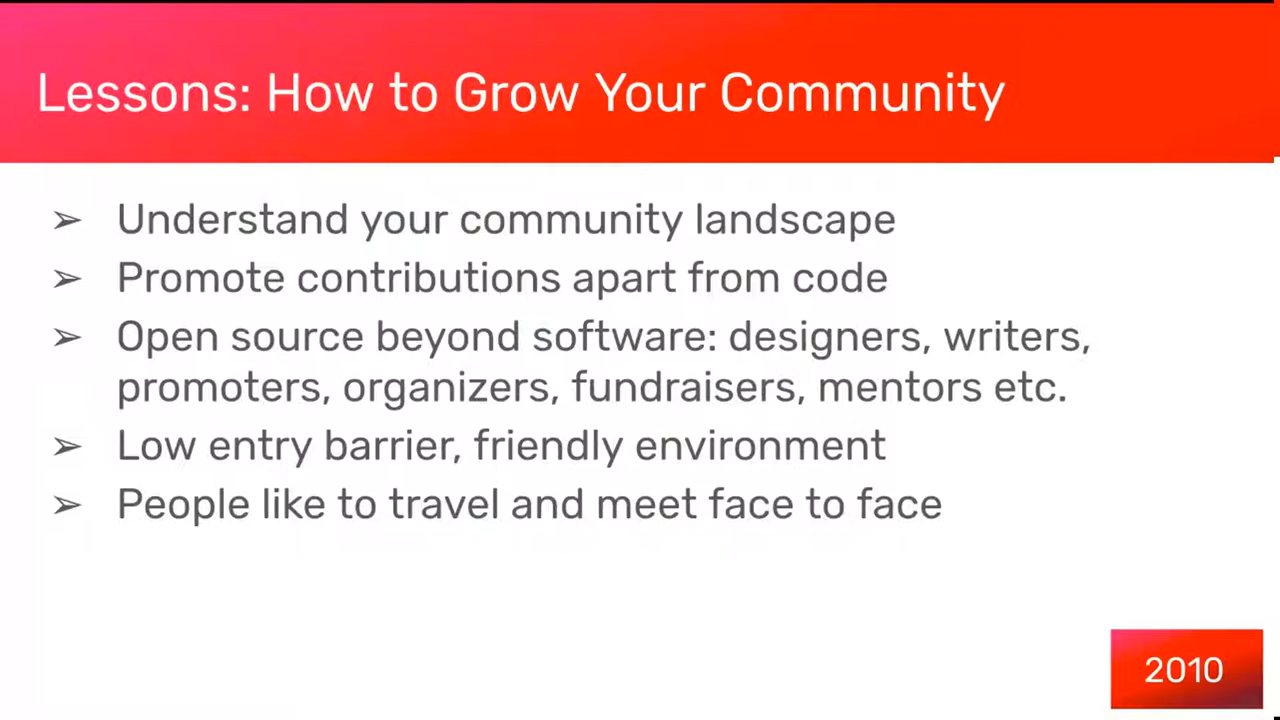 Lessons: How to Grow Your Community
➢ Understand your community landscape
➢ Promote contributions apart from code
➢ Open source beyond software: designers, writers,
promoters, organizers, fundraisers, mentors etc.
➢ Low entry barrier, friendly environment
➢ People like to travel and meet face to face
2010